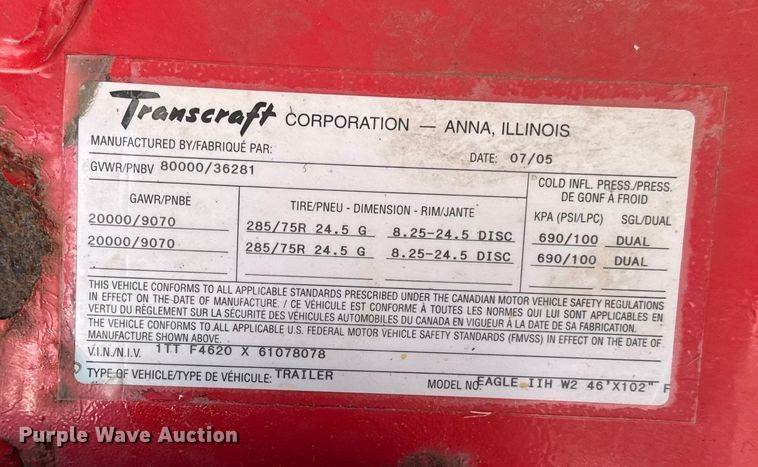 Transcraft CORPORATION — ANNA, ILLINOIS
MANUFACTURED BY/FABRIQUÉ PAR: DATE: 07/05
GVWR/PNBV 80000/36281
GAWR/PNBE TIRE/PNEU - DIMENSION - RIM/JANTE COLD INFL. PRESS./PRESS. DE GONF À FROID
KPA (PSI/LPC) SGL/DUAL
20000/9070 285/75R 24.5 G 8.25-24.5 DISC 690/100 DUAL
20000/9070 285/75R 24.5 G 8.25-24.5 DISC 690/100 DUAL
THIS VEHICLE CONFORMS TO ALL APPLICABLE STANDARDS PRESCRIBED UNDER THE CANADIAN MOTOR VEHICLE SAFETY REGULATIONS
IN EFFECT ON THE DATE OF MANUFACTURE. / CE VÉHICULE EST CONFORME À TOUTES LES NORMES QUI LUI SONT APPLICABLES EN
VERTU DU RÈGLEMENT SUR LA SÉCURITÉ DES VÉHICULES AUTOMOBILES DU CANADA EN VIGUEUR À LA DATE DE SA FABRICATION.
THE VEHICLE CONFORMS TO ALL APPLICABLE U.S. FEDERAL MOTOR VEHICLE SAFETY STANDARDS (FMVSS) IN EFFECT ON THE DATE OF
MANUFACTURE SHOWN ABOVE.
V.I.N./N.I.V. 1TT F4620 X 61078078
TYPE OF VEHICLE/TYPE DE VÉHICULE: TRAILER MODEL NO: EAGLE IIH W2 46'X102" F
Purple Wave Auction